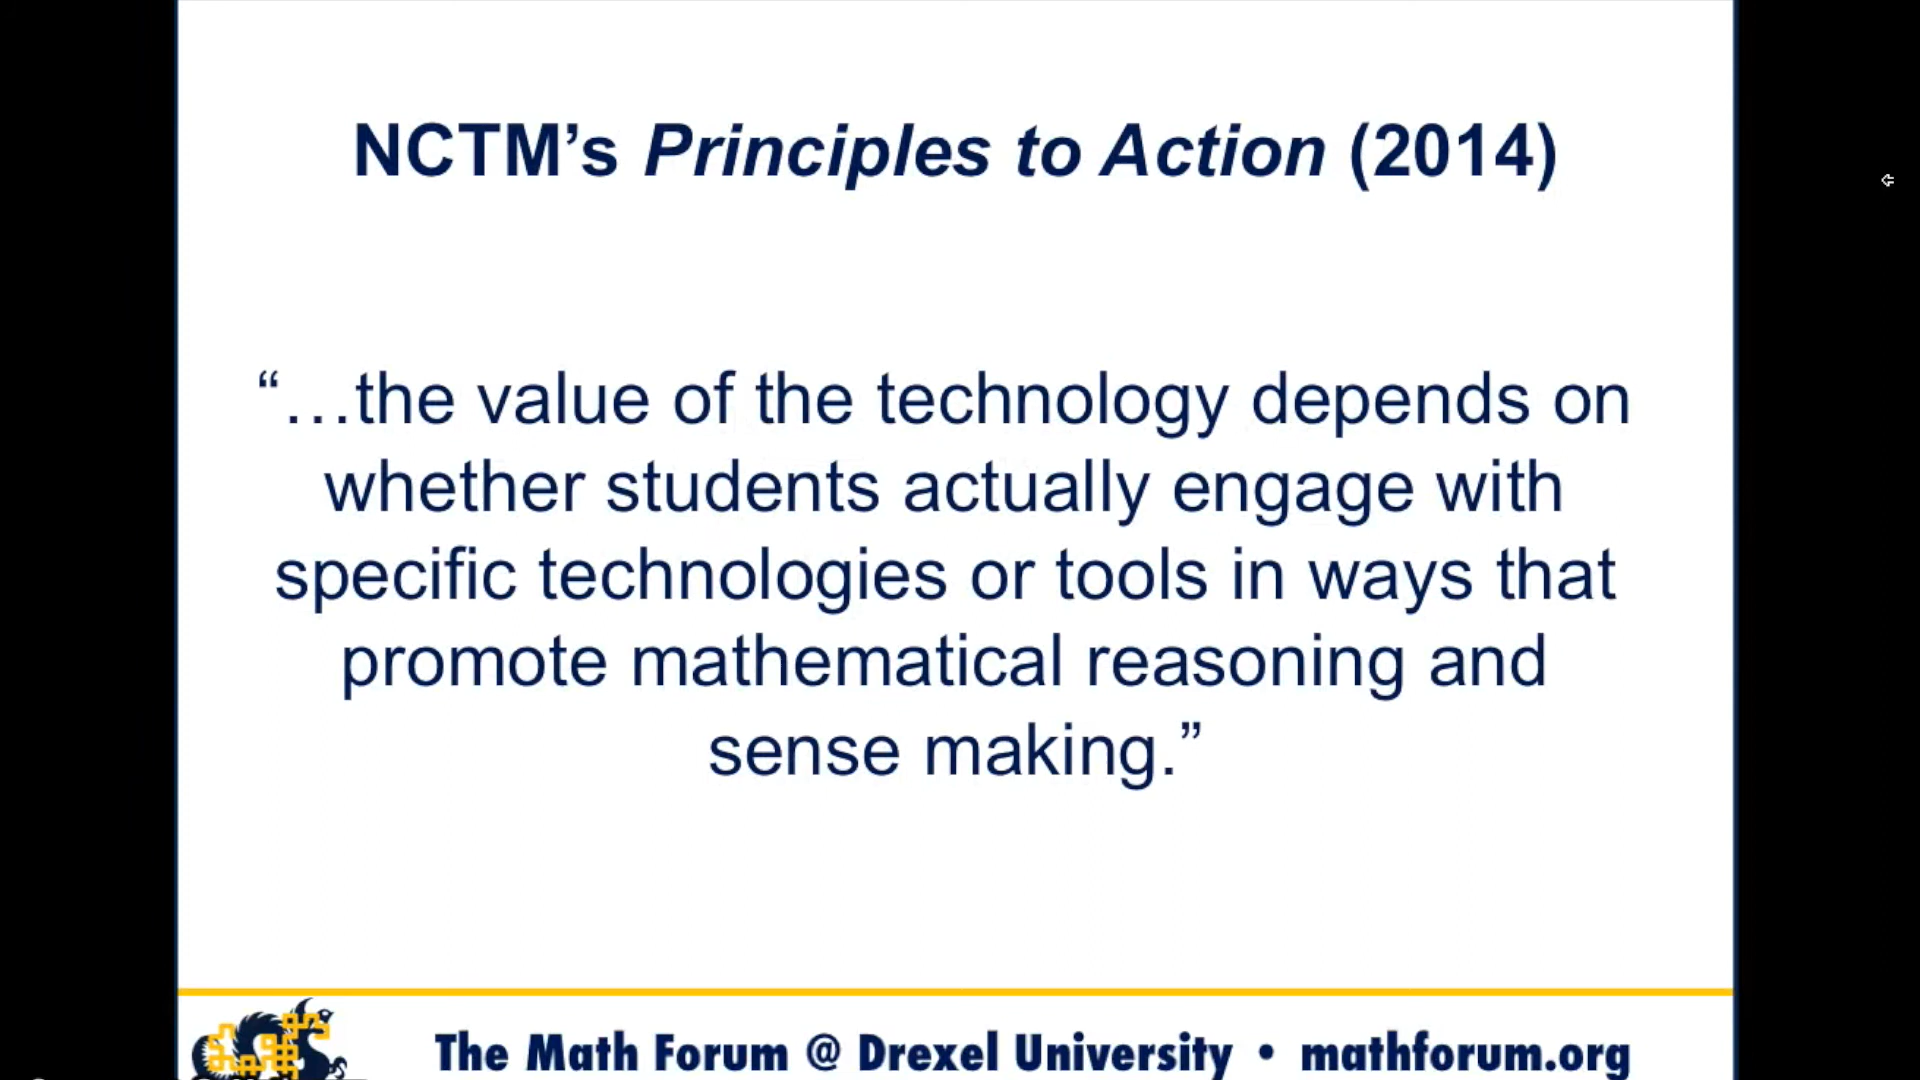 NCTM’s Principles to Action (2014)
“…the value of the technology depends on
whether students actually engage with
specific technologies or tools in ways that
promote mathematical reasoning and
sense making.”
The Math Forum @ Drexel University • mathforum.org